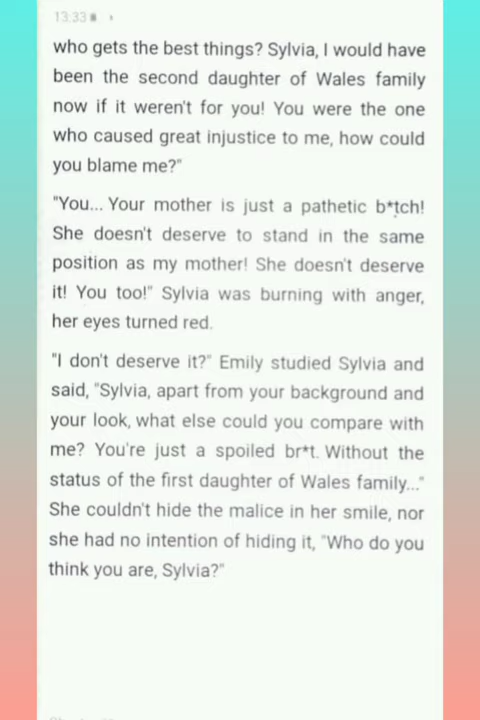 13:33
who gets the best things? Sylvia, I would have
been the second daughter of Wales family
now if it weren't for you! You were the one
who caused great injustice to me, how could
you blame me?"
"You... Your mother is just a pathetic b*tch!
She doesn't deserve to stand in the same
position as my mother! She doesn't deserve
it! You too!" Sylvia was burning with anger,
her eyes turned red.
"I don't deserve it?" Emily studied Sylvia and
said, "Sylvia, apart from your background and
your look, what else could you compare with
me? You're just a spoiled br*t. Without the
status of the first daughter of Wales family..."
She couldn't hide the malice in her smile, nor
she had no intention of hiding it, "Who do you
think you are, Sylvia?"